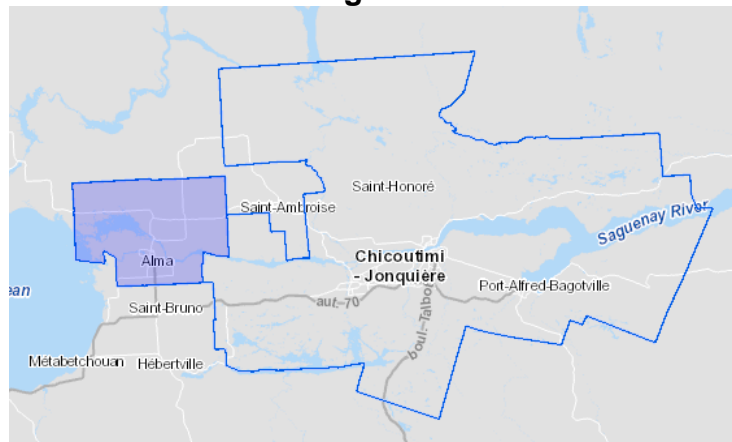 Saint-Honoré
Saint-Ambroise
Saguenay River
Alma
Chicoutimi
- Jonquière
Port-Alfred-Bagotville
ean
Saint-Bruno
aut.-70
boul.-Talbot
Métabetchouan
Hébertville